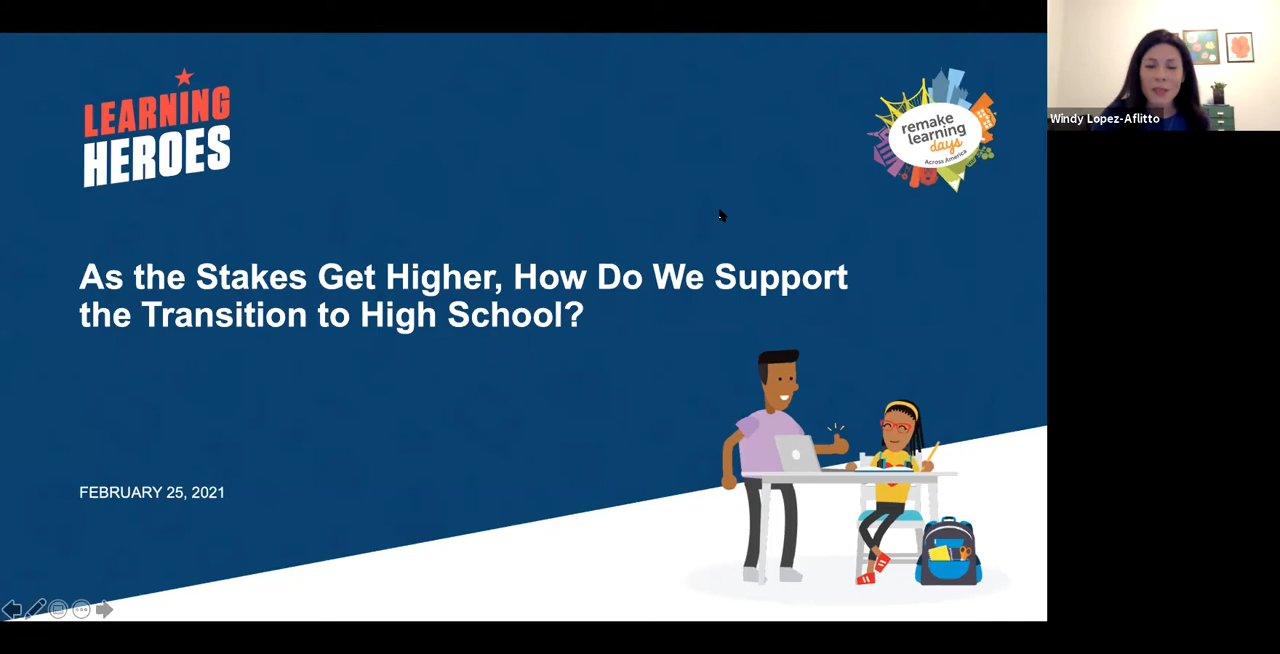 LEARNING
HEROES
remake
learning
days
Across America
Windy Lopez-Aflitto
As the Stakes Get Higher, How Do We Support
the Transition to High School?
FEBRUARY 25, 2021